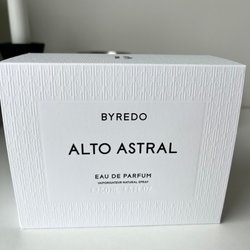 BYREDO
ALTO ASTRAL
EAU DE PARFUM
VAPORISATEUR NATURAL SPRAY